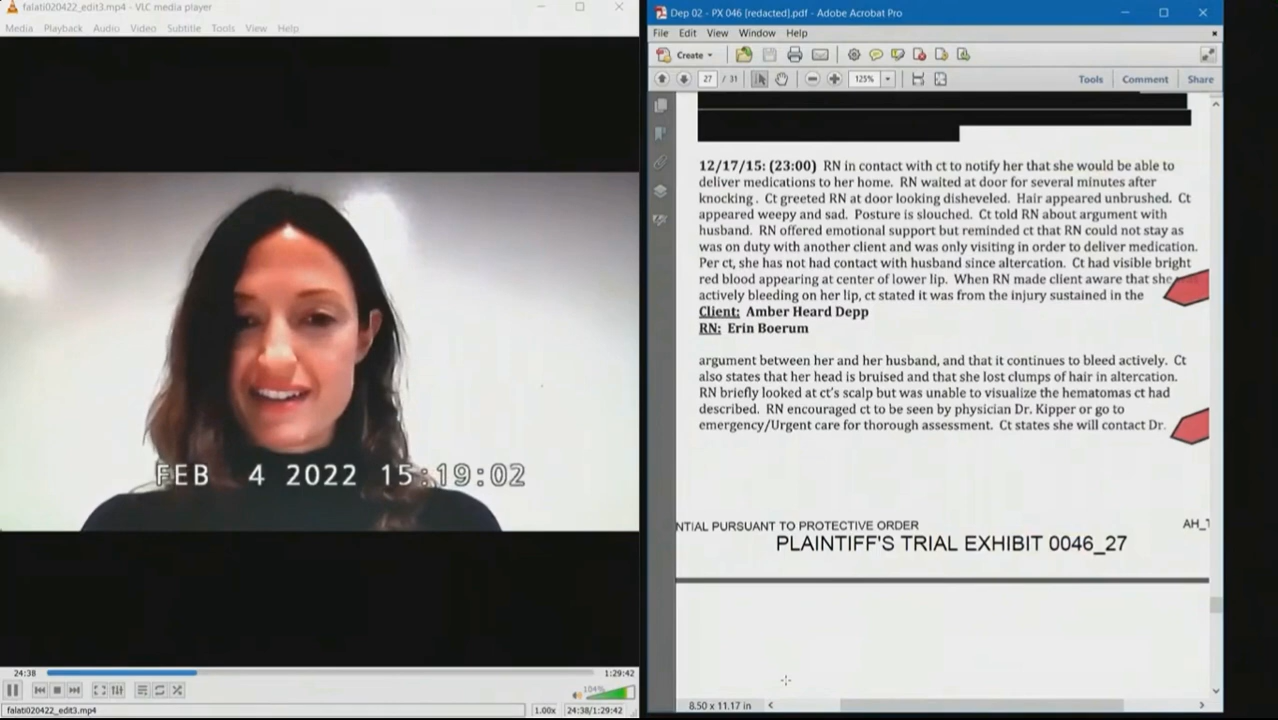 falati020422_edit3.mp4 - VLC media player
Media Playback Audio Video Subtitle Tools View Help
FEB 4 2022 15:19:02
24:38
1:29:42
104%
falati020422_edit3.mp4
1.00x
24:38/1:29:42
Dep 02 - PX 046 [redacted].pdf - Adobe Acrobat Pro
File Edit View Window Help
Create
27 / 31
125%
Tools Comment Share
12/17/15: (23:00) RN in contact with ct to notify her that she would be able to
deliver medications to her home. RN waited at door for several minutes after
knocking. Ct greeted RN at door looking disheveled. Hair appeared unbrushed. Ct
appeared weepy and sad. Posture is slouched. Ct told RN about argument with
husband. RN offered emotional support but reminded ct that RN could not stay as
was on duty with another client and was only visiting in order to deliver medication.
Per ct, she has not had contact with husband since altercation. Ct had visible bright
red blood appearing at center of lower lip. When RN made client aware that she
actively bleeding on her lip, ct stated it was from the injury sustained in the
Client: Amber Heard Depp
RN: Erin Boerum
argument between her and her husband, and that it continues to bleed actively. Ct
also states that her head is bruised and that she lost clumps of hair in altercation.
RN briefly looked at ct's scalp but was unable to visualize the hematomas ct had
described. RN encouraged ct to be seen by physician Dr. Kipper or go to
emergency/Urgent care for thorough assessment. Ct states she will contact Dr.
NTIAL PURSUANT TO PROTECTIVE ORDER
AH_T
PLAINTIFF'S TRIAL EXHIBIT 0046_27
8.50 x 11.17 in